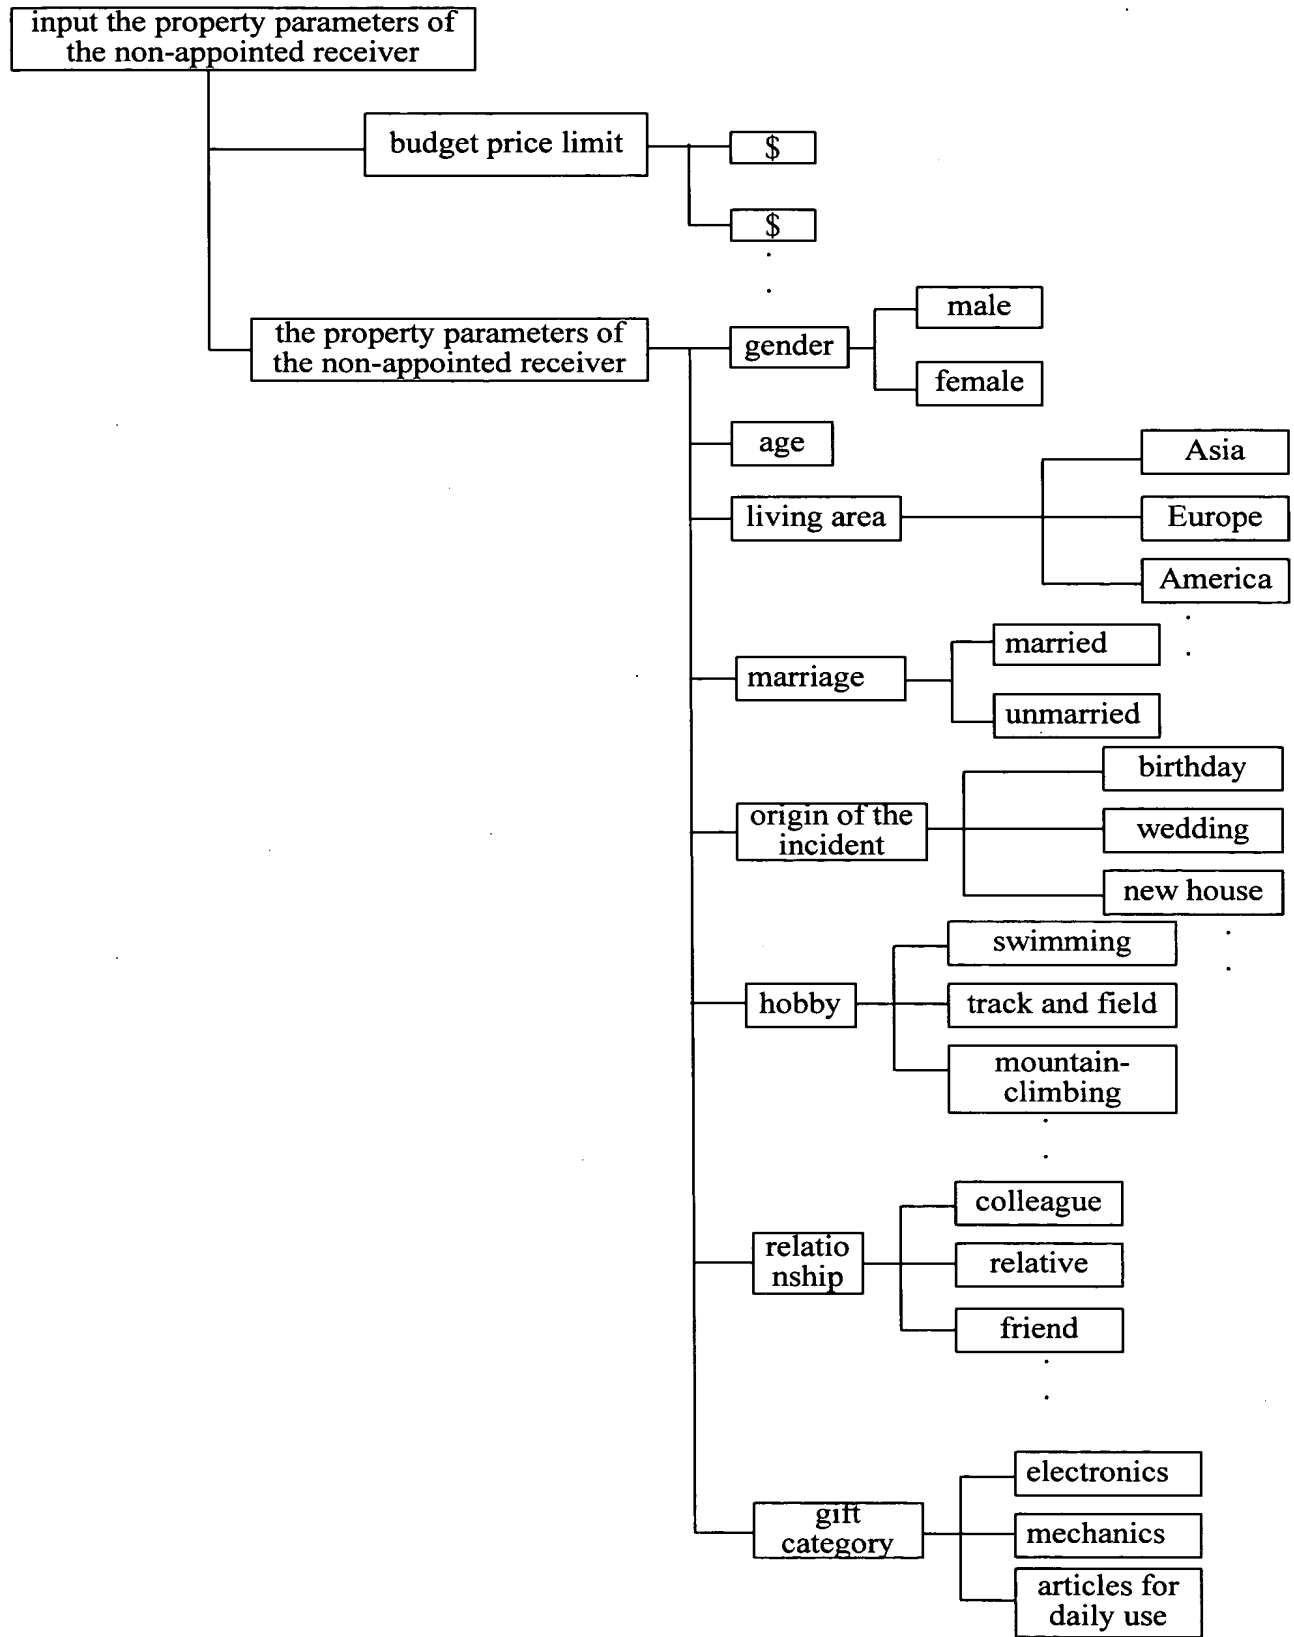 input the property parameters of
the non-appointed receiver
budget price limit
$
$
the property parameters of
the non-appointed receiver
gender
male
female
age
living area
Asia
Europe
America
marriage
married
unmarried
origin of the
incident
birthday
wedding
new house
hobby
swimming
track and field
mountain-
climbing
relatio
nship
colleague
relative
friend
gift
category
electronics
mechanics
articles for
daily use